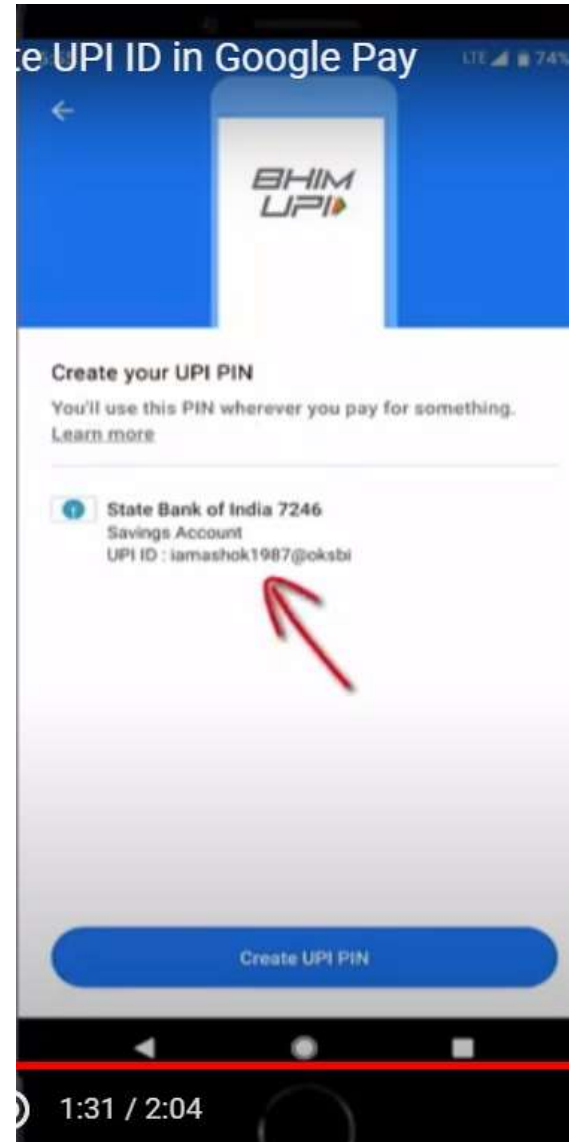 te UPI ID in Google Pay
LTE 74%
BHIM
UPI
Create your UPI PIN
You'll use this PIN wherever you pay for something.
Learn more
State Bank of India 7246
Savings Account
UPI ID : iamashok1987@oksbi
Create UPI PIN
1:31 / 2:04